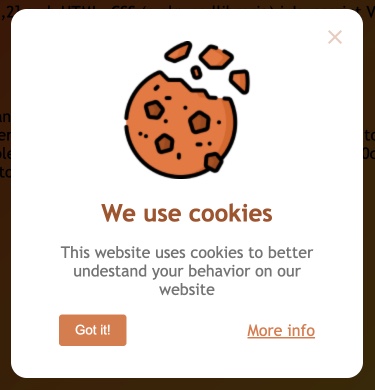 We use cookies
This website uses cookies to better
undestand your behavior on our
website
Got it! More info